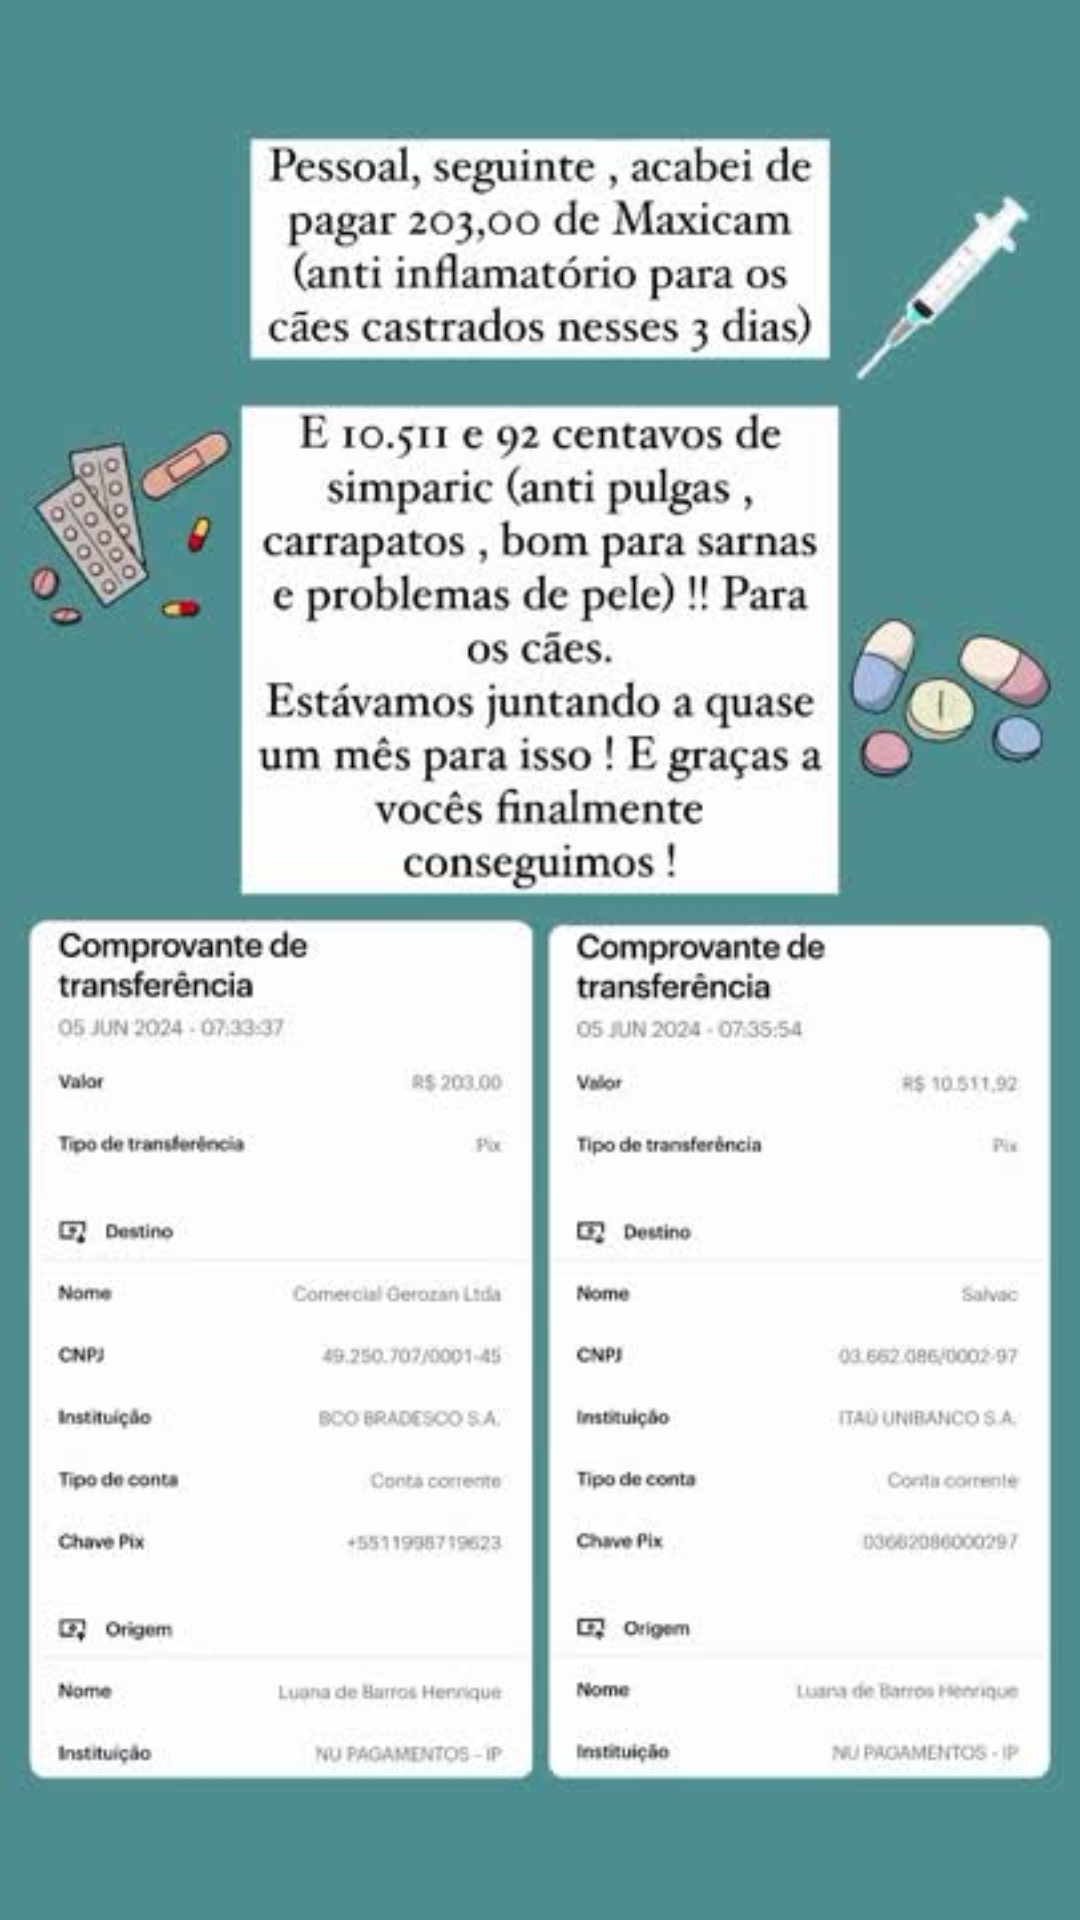 Pessoal, seguinte , acabei de
pagar 203,00 de Maxicam
(anti inflamatório para os
cães castrados nesses 3 dias)
E 10.511 e 92 centavos de
simparic (anti pulgas ,
carrapatos , bom para sarnas
e problemas de pele) !! Para
os cães.
Estávamos juntando a quase
um mês para isso ! E graças a
vocês finalmente
conseguimos !
Comprovante de
transferência
05 JUN 2024 - 07:33:37
Valor R$ 203,00
Tipo de transferência Pix
Destino
Nome Comercial Gerozan Ltda
CNPJ 49.250.707/0001-45
Instituição BCO BRADESCO S.A.
Tipo de conta Conta corrente
Chave Pix +5511998719623
Origem
Nome Luana de Barros Henrique
Instituição NU PAGAMENTOS - IP
Comprovante de
transferência
05 JUN 2024 - 07:35:54
Valor R$ 10.511,92
Tipo de transferência Pix
Destino
Nome Salvac
CNPJ 03.662.086/0002-97
Instituição ITAÚ UNIBANCO S.A.
Tipo de conta Conta corrente
Chave Pix 03662086000297
Origem
Nome Luana de Barros Henrique
Instituição NU PAGAMENTOS - IP